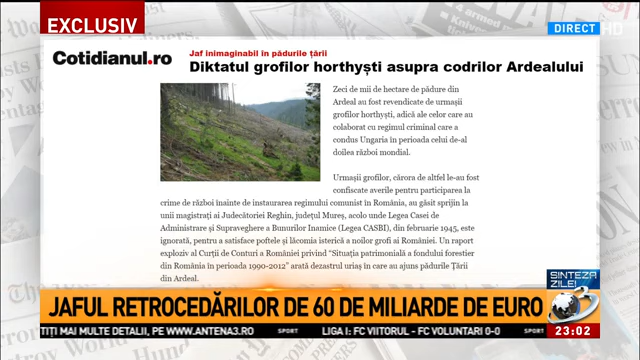 EXCLUSIV
DIRECT HD
Cotidianul.ro
Jaf inimaginabil în pădurile țării
Diktatul grofilor horthyști asupra codrilor Ardealului
Zeci de mii de hectare de pădure din
Ardeal au fost revendicate de urmașii
grofilor horthyști, adică ale celor care au
colaborat cu regimul criminal care a
condus Ungaria în perioada celui de-al
doilea război mondial.
Urmașii grofilor, cărora de altfel le-au fost
confiscate averile pentru participarea la
crime de război înainte de instaurarea regimului comunist în România, au găsit sprijin la
unii magistrați ai Judecătoriei Reghin, județul Mureș, acolo unde Legea Casei de
Administrare și Supraveghere a Bunurilor Inamice (Legea CASBI), din februarie 1945, este
ignorată, pentru a satisface poftele și lăcomia isterică a noilor grofi ai României. Un raport
exploziv al Curții de Conturi a României privind "Situația patrimonială a fondului forestier
din România în perioada 1990-2012" arată dezastrul uriaș în care au ajuns pădurile Țării
din Ardeal.
JAFUL RETROCEDĂRILOR DE 60 DE MILIARDE DE EURO
SINTEZA
ZILEI
TIȚI MAI MULTE DETALII, PE WWW.ANTENA3.RO SPORT LIGA I: FC VIITORUL - FC VOLUNTARI 0-0 SPORT
23:02